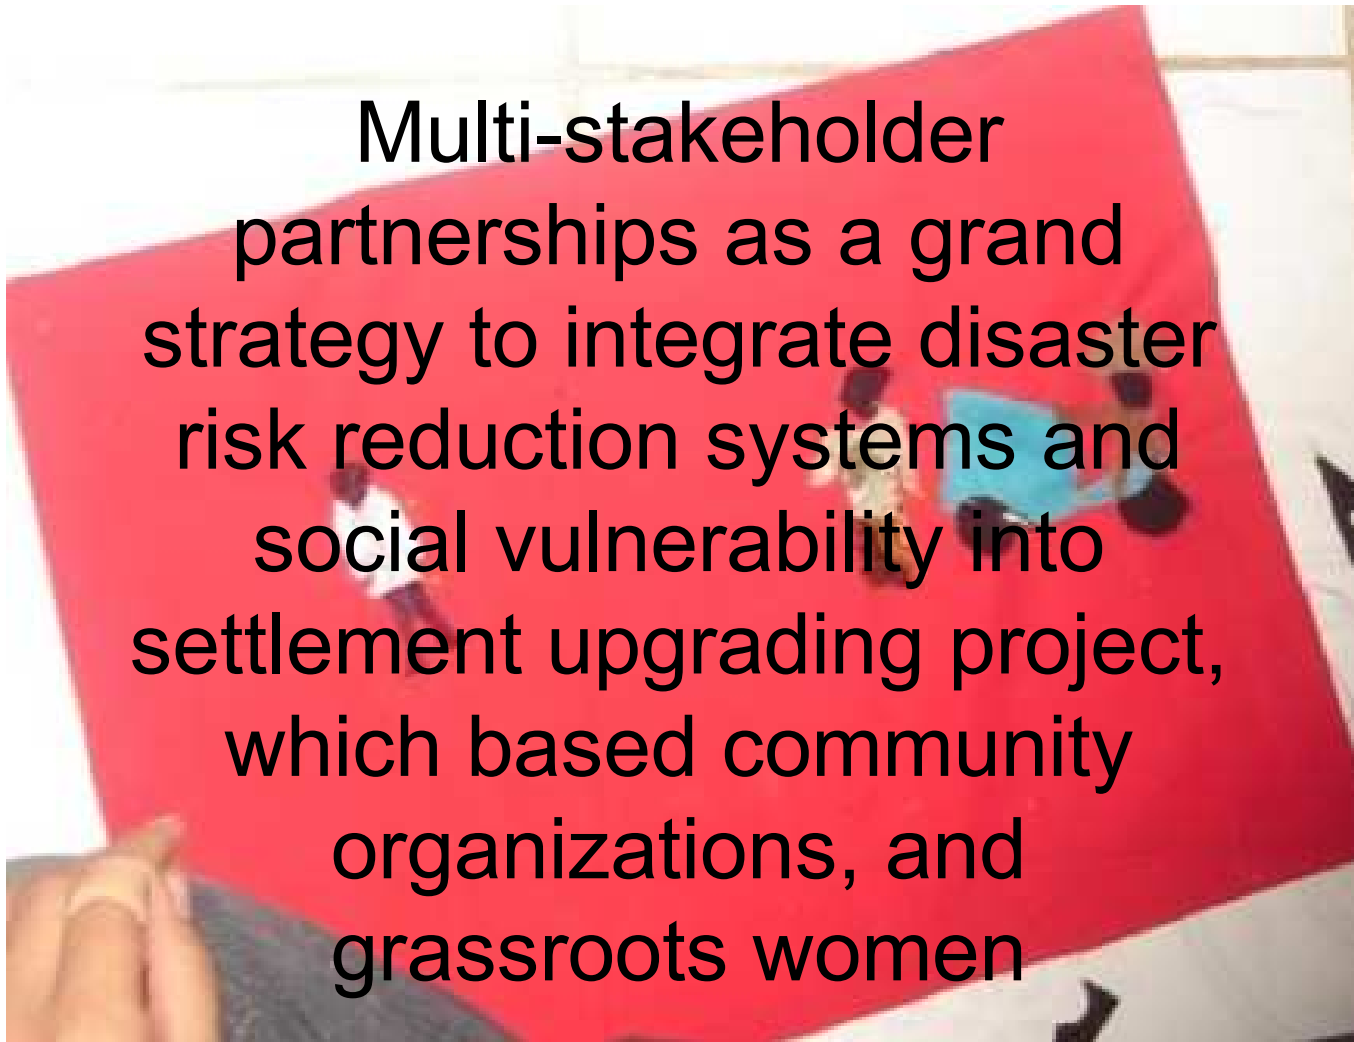 Multi-stakeholder
partnerships as a grand
strategy to integrate disaster
risk reduction systems and
social vulnerability into
settlement upgrading project,
which based community
organizations, and
grassroots women